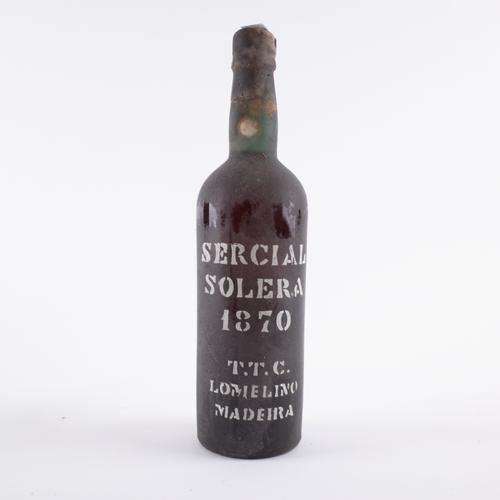 SERCIAL
SOLERA
1870
T.T.C.
LOMELINO
MADEIRA